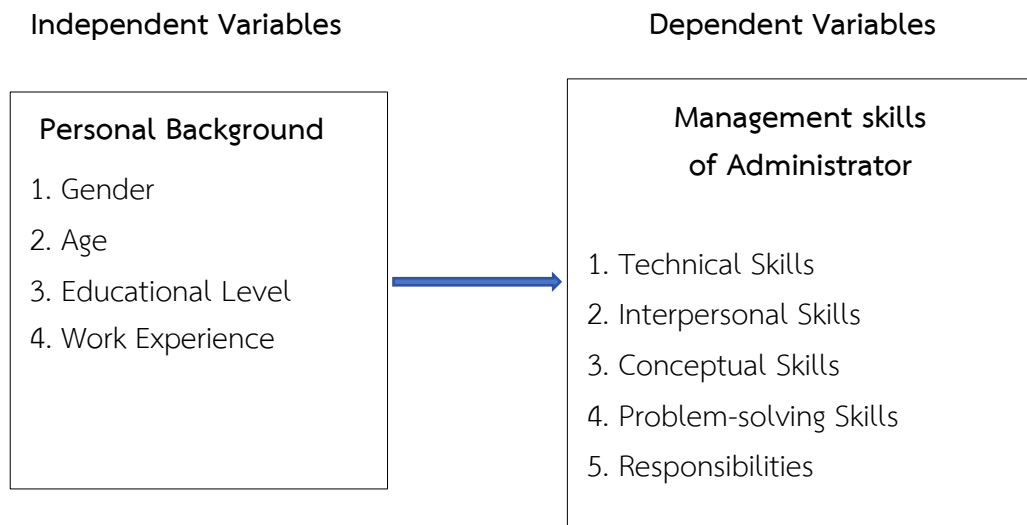 Independent Variables
Dependent Variables
Personal Background
1. Gender
2. Age
3. Educational Level
4. Work Experience
Management skills
of Administrator
1. Technical Skills
2. Interpersonal Skills
3. Conceptual Skills
4. Problem-solving Skills
5. Responsibilities